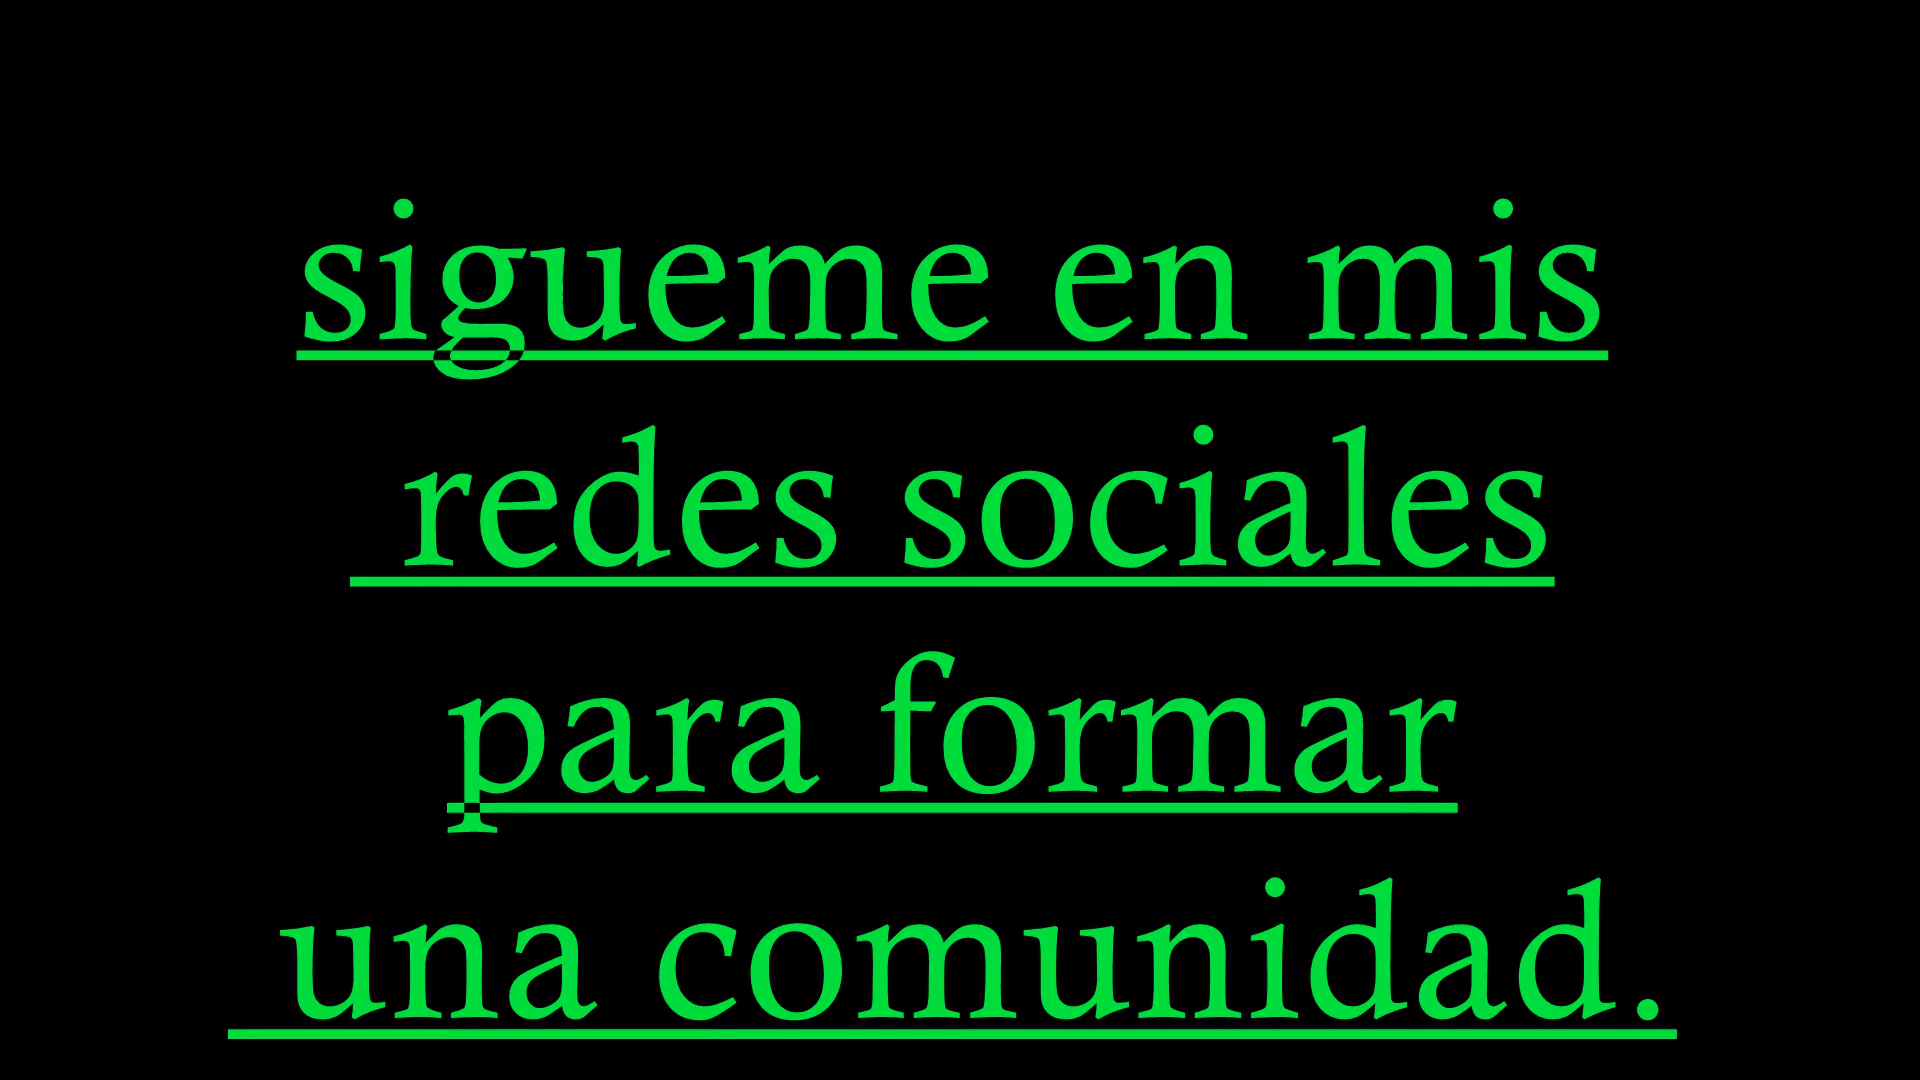 sigueme en mis
redes sociales
para formar
una comunidad.